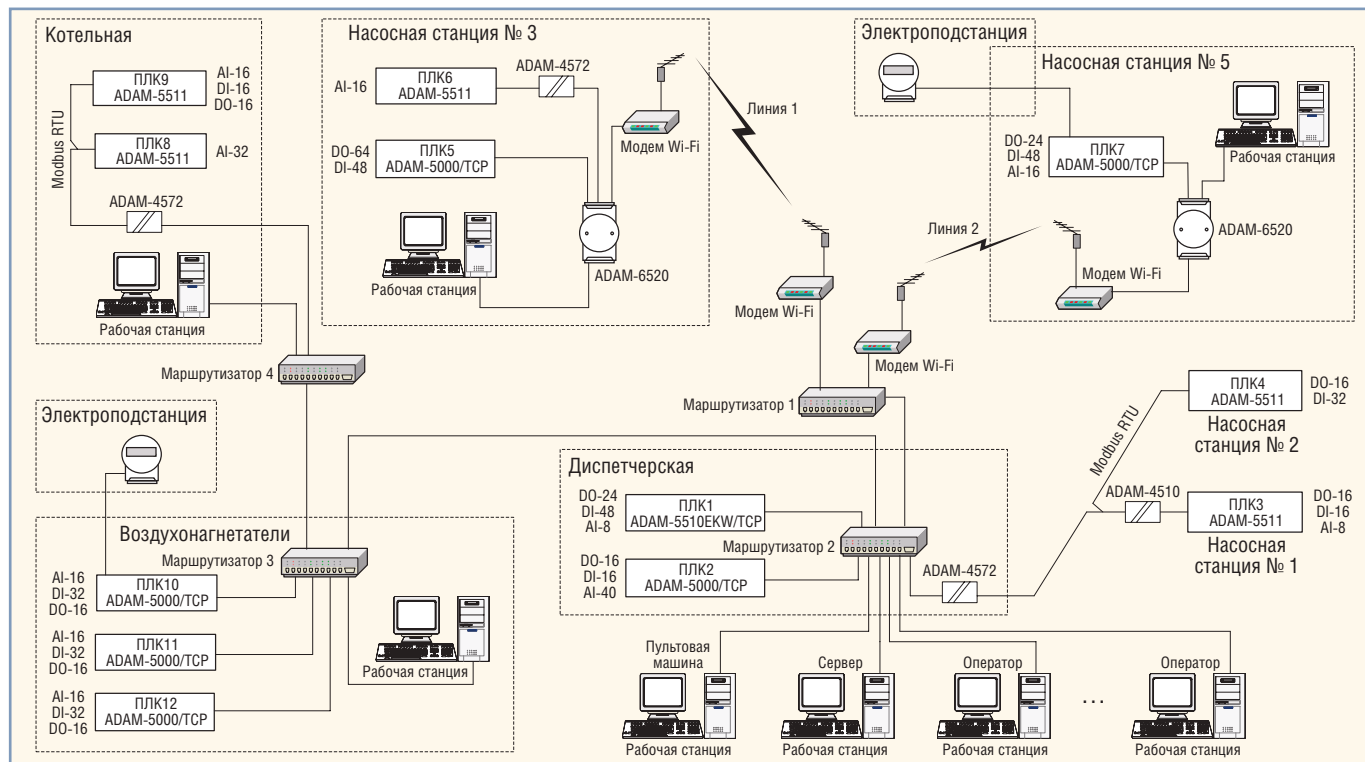 Котельная
ПЛК9
ADAM-5511
AI-16
DI-16
DO-16
ПЛК8
ADAM-5511
AI-32
Modbus RTU
ADAM-4572
Рабочая станция
Насосная станция № 3
AI-16
ПЛК6
ADAM-5511
ADAM-4572
DO-64
DI-48
ПЛК5
ADAM-5000/TCP
Модем Wi-Fi
Рабочая станция
ADAM-6520
Линия 1
Линия 2
Электроподстанция
Насосная станция № 5
DO-24
DI-48
AI-16
ПЛК7
ADAM-5000/TCP
Рабочая станция
ADAM-6520
Модем Wi-Fi
Модем Wi-Fi
Модем Wi-Fi
Маршрутизатор 4
Маршрутизатор 1
Электроподстанция
Воздухонагнетатели
Маршрутизатор 3
AI-16
DI-32
DO-16
ПЛК10
ADAM-5000/TCP
AI-16
DI-32
DO-16
ПЛК11
ADAM-5000/TCP
AI-16
DI-32
DO-16
ПЛК12
ADAM-5000/TCP
Рабочая станция
Диспетчерская
DO-24
DI-48
AI-8
ПЛК1
ADAM-5510EKW/TCP
Маршрутизатор 2
DO-16
DI-16
AI-40
ПЛК2
ADAM-5000/TCP
ADAM-4572
Modbus RTU
ПЛК4
ADAM-5511
DO-16
DI-32
Насосная
станция № 2
ADAM-4510
ПЛК3
ADAM-5511
DO-16
DI-16
AI-8
Насосная
станция № 1
Пультовая
машина
Рабочая станция
Сервер
Рабочая станция
Оператор
Рабочая станция
...
Оператор
Рабочая станция